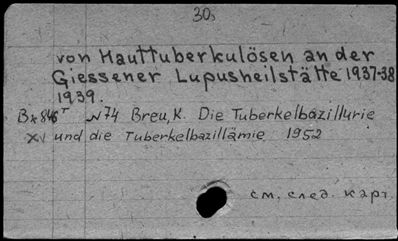 30
von Hauttuberkulösen an der
Giessener Lupusheilstätte 1937-38
1939.
N74 Breu, K. Die Tuberkelbazillurie
XV und die Tuberkelbazillämie 1952
см. след. карт.